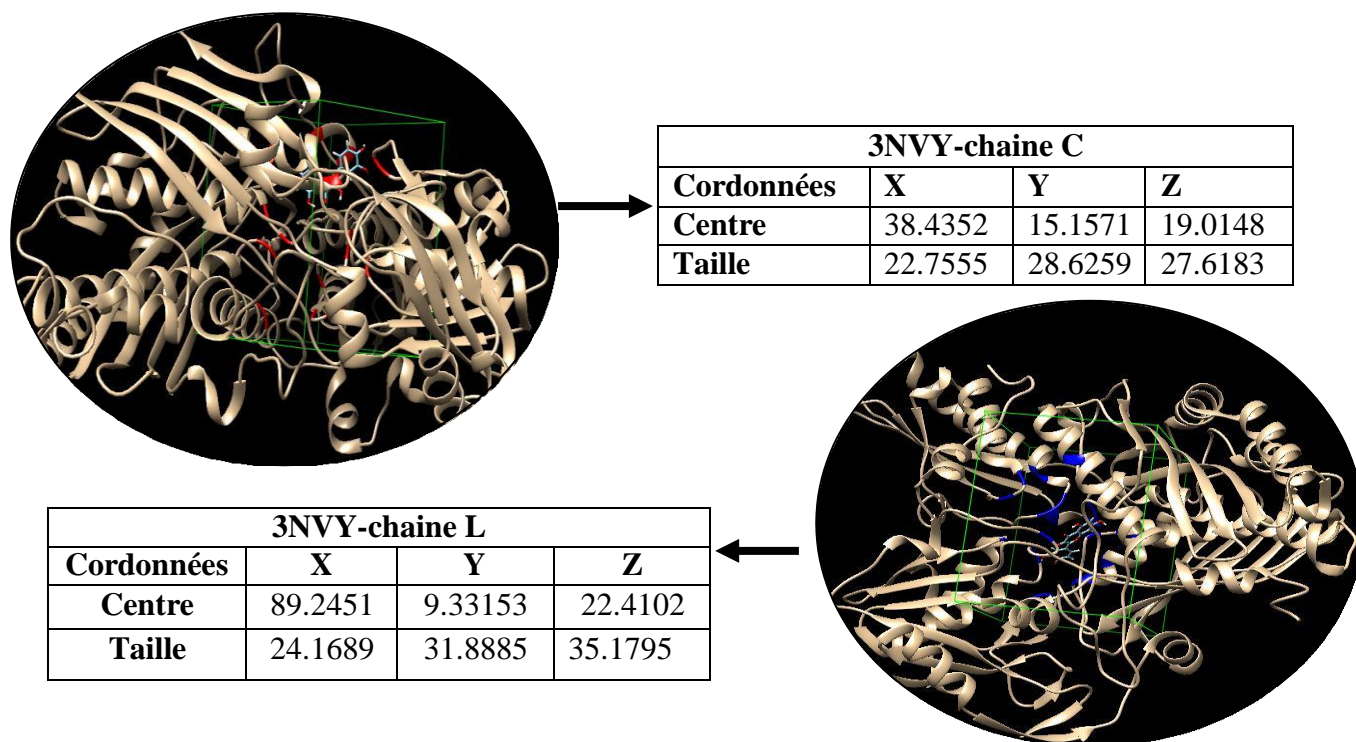 3NVY-chaine C
Cordonnées X Y Z
Centre 38.4352 15.1571 19.0148
Taille 22.7555 28.6259 27.6183
3NVY-chaine L
Cordonnées X Y Z
Centre 89.2451 9.33153 22.4102
Taille 24.1689 31.8885 35.1795